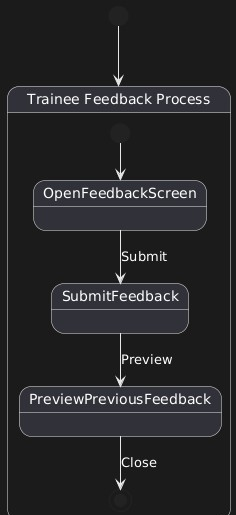 Trainee Feedback Process
OpenFeedbackScreen
Submit
SubmitFeedback
Preview
PreviewPreviousFeedback
Close